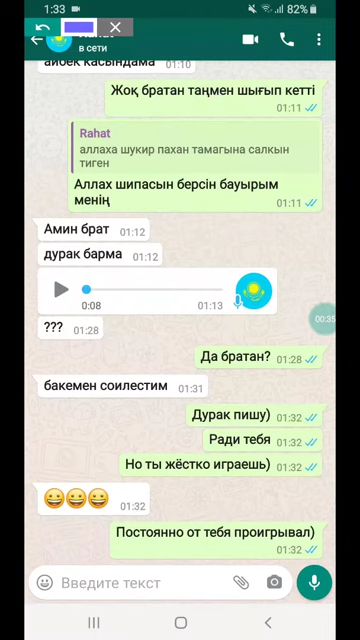 1:33
82%
в сети
айбек касындама 01:10
Жоқ братан таңмен шығып кетті
01:11
Rahat
аллаха шукир пахан тамагына салкын
тиген
Аллах шипасын берсін бауырым
менің 01:11
Амин брат 01:12
дурак барма 01:12
0:08 01:13
??? 01:28
00:35
Да братан? 01:28
бакемен соилестим 01:31
Дурак пишу) 01:32
Ради тебя 01:32
Но ты жёстко играешь) 01:32
01:32
Постоянно от тебя проигрывал)
01:32
Введите текст